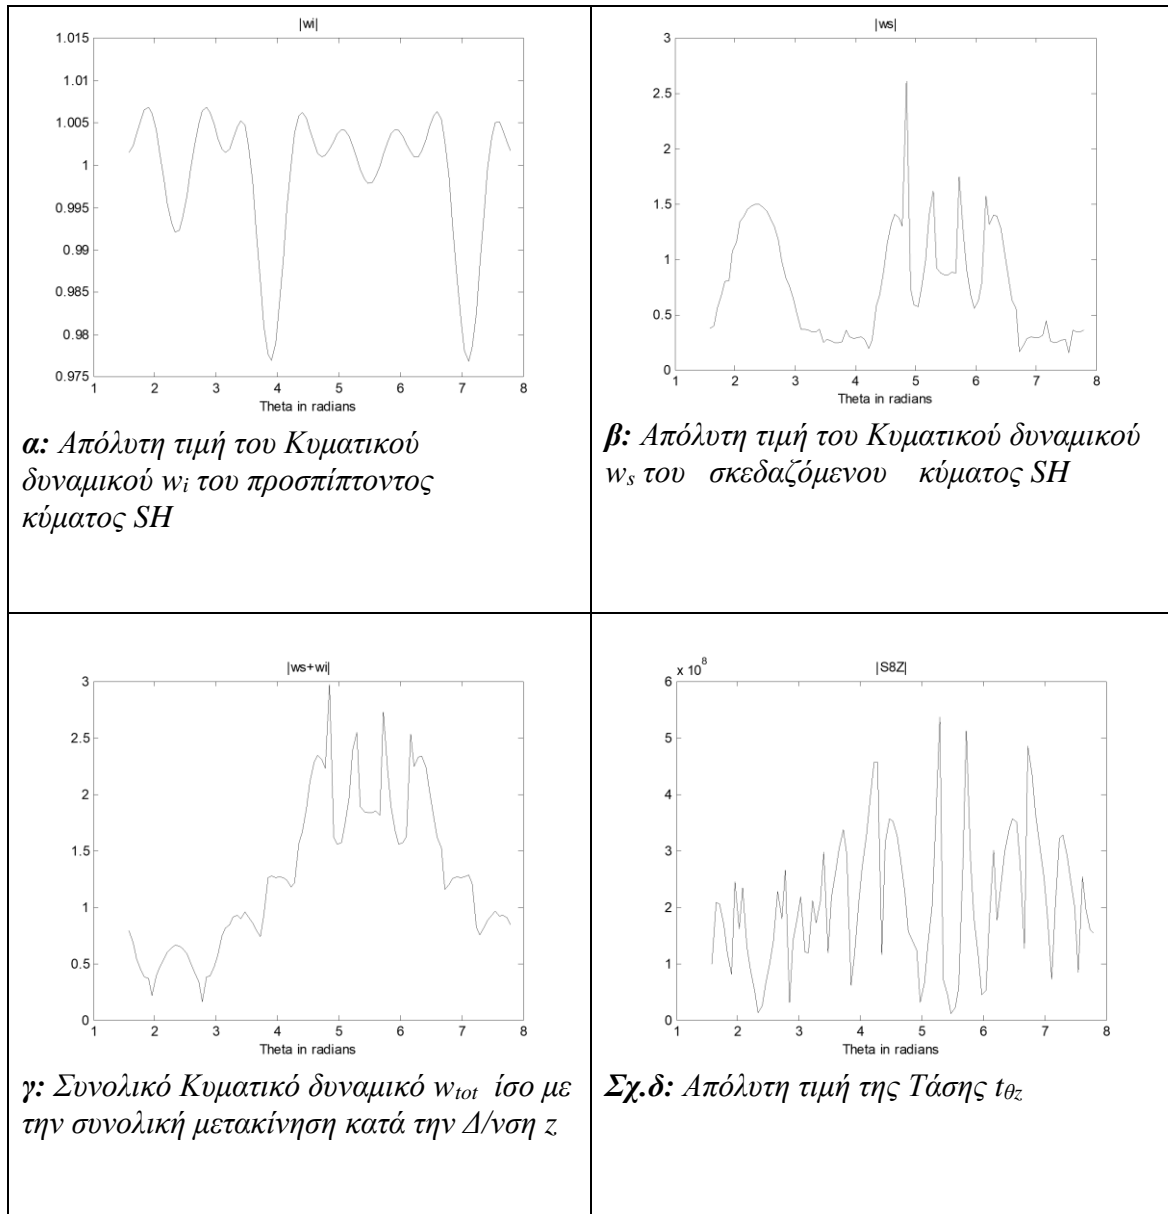 |wi|
1.015
1.01
1.005
1
0.995
0.99
0.985
0.98
0.975
1 2 3 4 5 6 7 8
Theta in radians
α: Απόλυτη τιμή του Κυματικού
δυναμικού wi του προσπίπτοντος
κύματος SH
|ws|
3
2.5
2
1.5
1
0.5
0
1 2 3 4 5 6 7 8
Theta in radians
β: Απόλυτη τιμή του Κυματικού δυναμικού
ws του σκεδαζόμενου κύματος SH
|ws+wi|
3
2.5
2
1.5
1
0.5
0
1 2 3 4 5 6 7 8
Theta in radians
γ: Συνολικό Κυματικό δυναμικό wtot ίσο με
την συνολική μετακίνηση κατά την Δ/νση z
x 10^8
|S8Z|
6
5
4
3
2
1
0
1 2 3 4 5 6 7 8
Theta in radians
Σχ.δ: Απόλυτη τιμή της Τάσης tθz